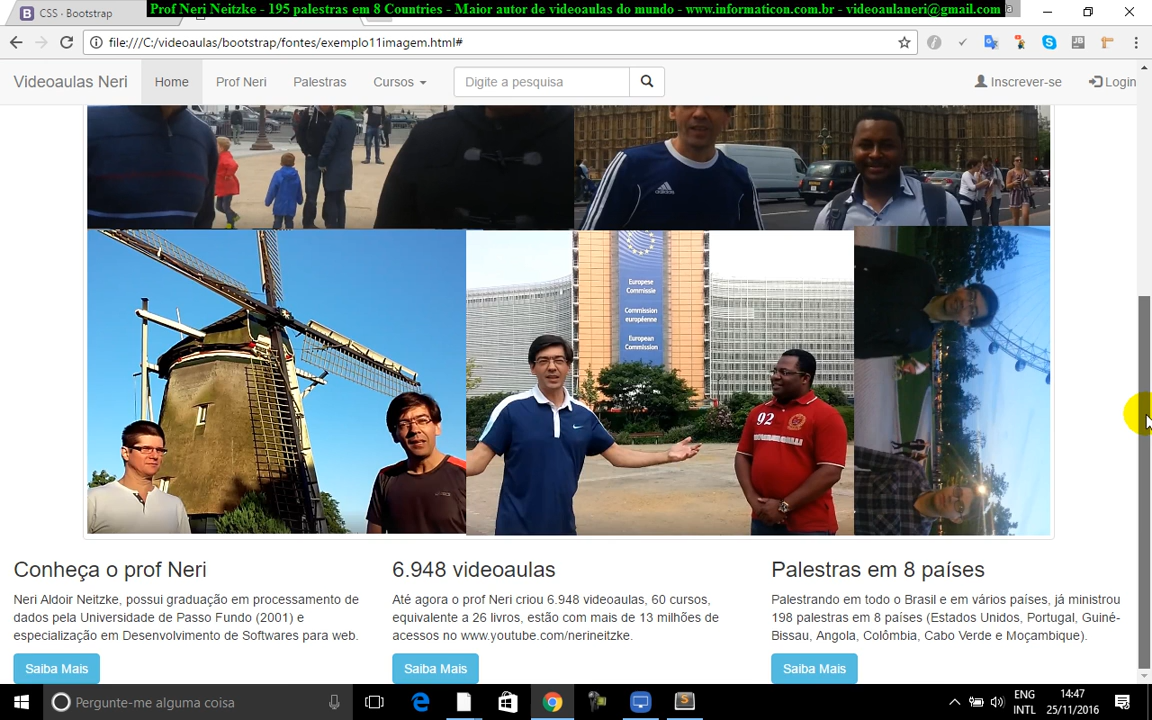 CSS · Bootstrap
Prof Neri Neitzke - 195 palestras em 8 Countries - Maior autor de videoaulas do mundo - www.informaticon.com.br - videoaulaneri@gmail.com
file:///C:/videoaulas/bootstrap/fontes/exemplo11imagem.html#
Videoaulas Neri Home Prof Neri Palestras Cursos Digite a pesquisa Inscrever-se Login
Europese
Commissie
Commission
européenne
European
Commission
92
Conheça o prof Neri
Neri Aldoir Neitzke, possui graduação em processamento de
dados pela Universidade de Passo Fundo (2001) e
especialização em Desenvolvimento de Softwares para web.
Saiba Mais
6.948 videoaulas
Até agora o prof Neri criou 6.948 videoaulas, 60 cursos,
equivalente a 26 livros, estão com mais de 13 milhões de
acessos no www.youtube.com/nerineitzke.
Saiba Mais
Palestras em 8 países
Palestrando em todo o Brasil e em vários países, já ministrou
198 palestras em 8 países (Estados Unidos, Portugal, Guiné-
Bissau, Angola, Colômbia, Cabo Verde e Moçambique).
Saiba Mais
Pergunte-me alguma coisa
ENG
INTL
14:47
25/11/2016